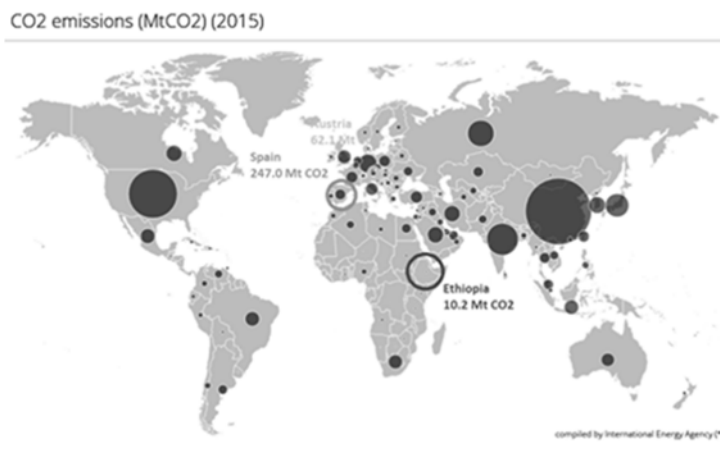 CO2 emissions (MtCO2) (2015)
Austria
62.1 Mt
Spain
247.0 Mt CO2
Ethiopia
10.2 Mt CO2
compiled by International Energy Agency (*